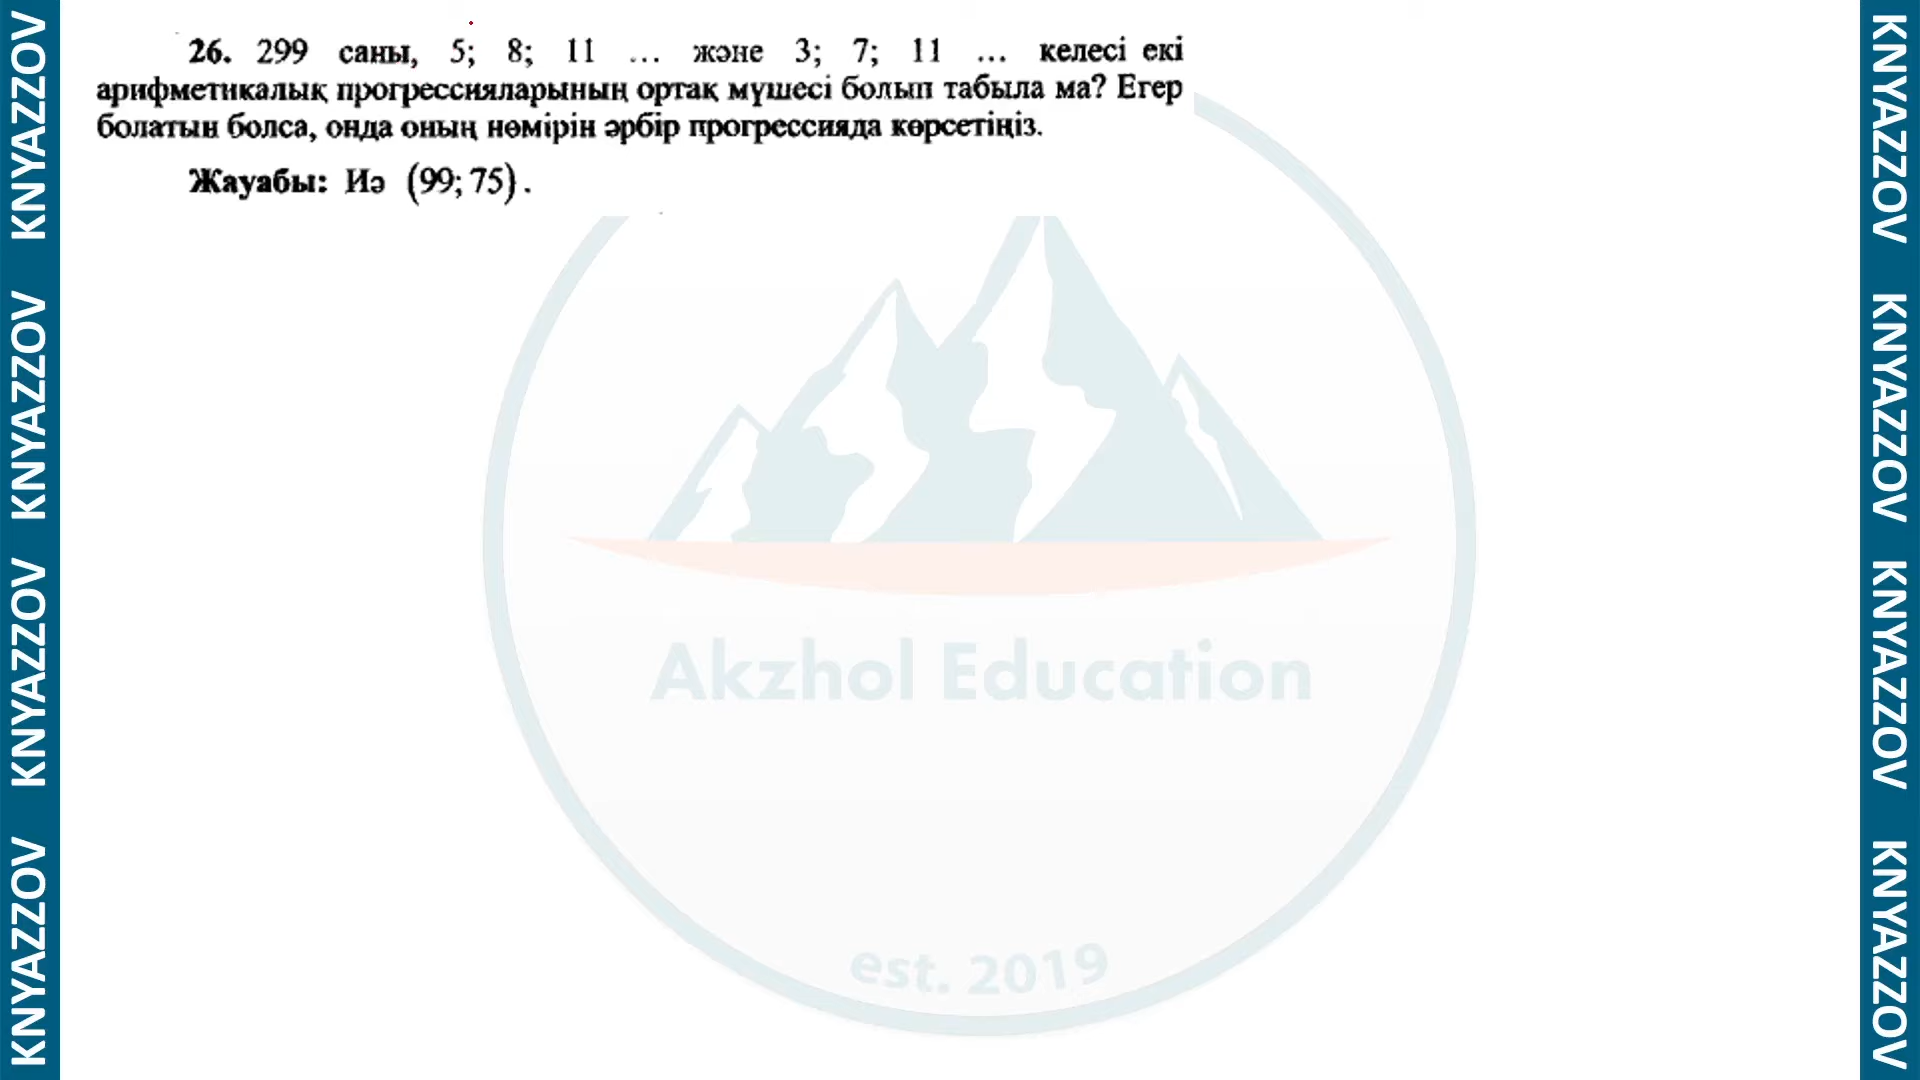 26. 299 саны, 5; 8; 11 ... және 3; 7; 11 ... келесі екі
арифметикалық прогрессияларының ортақ мүшесі болып табыла ма? Егер
болатын болса, онда оның нөмірін әрбір прогрессияда көрсетіңіз.
Жауабы: Иә (99; 75).
Akzhol Education
est. 2019
KNYAZZOV
KNYAZZOV
KNYAZZOV
KNYAZZOV
KNYAZZOV
KNYAZZOV
KNYAZZOV
KNYAZZOV